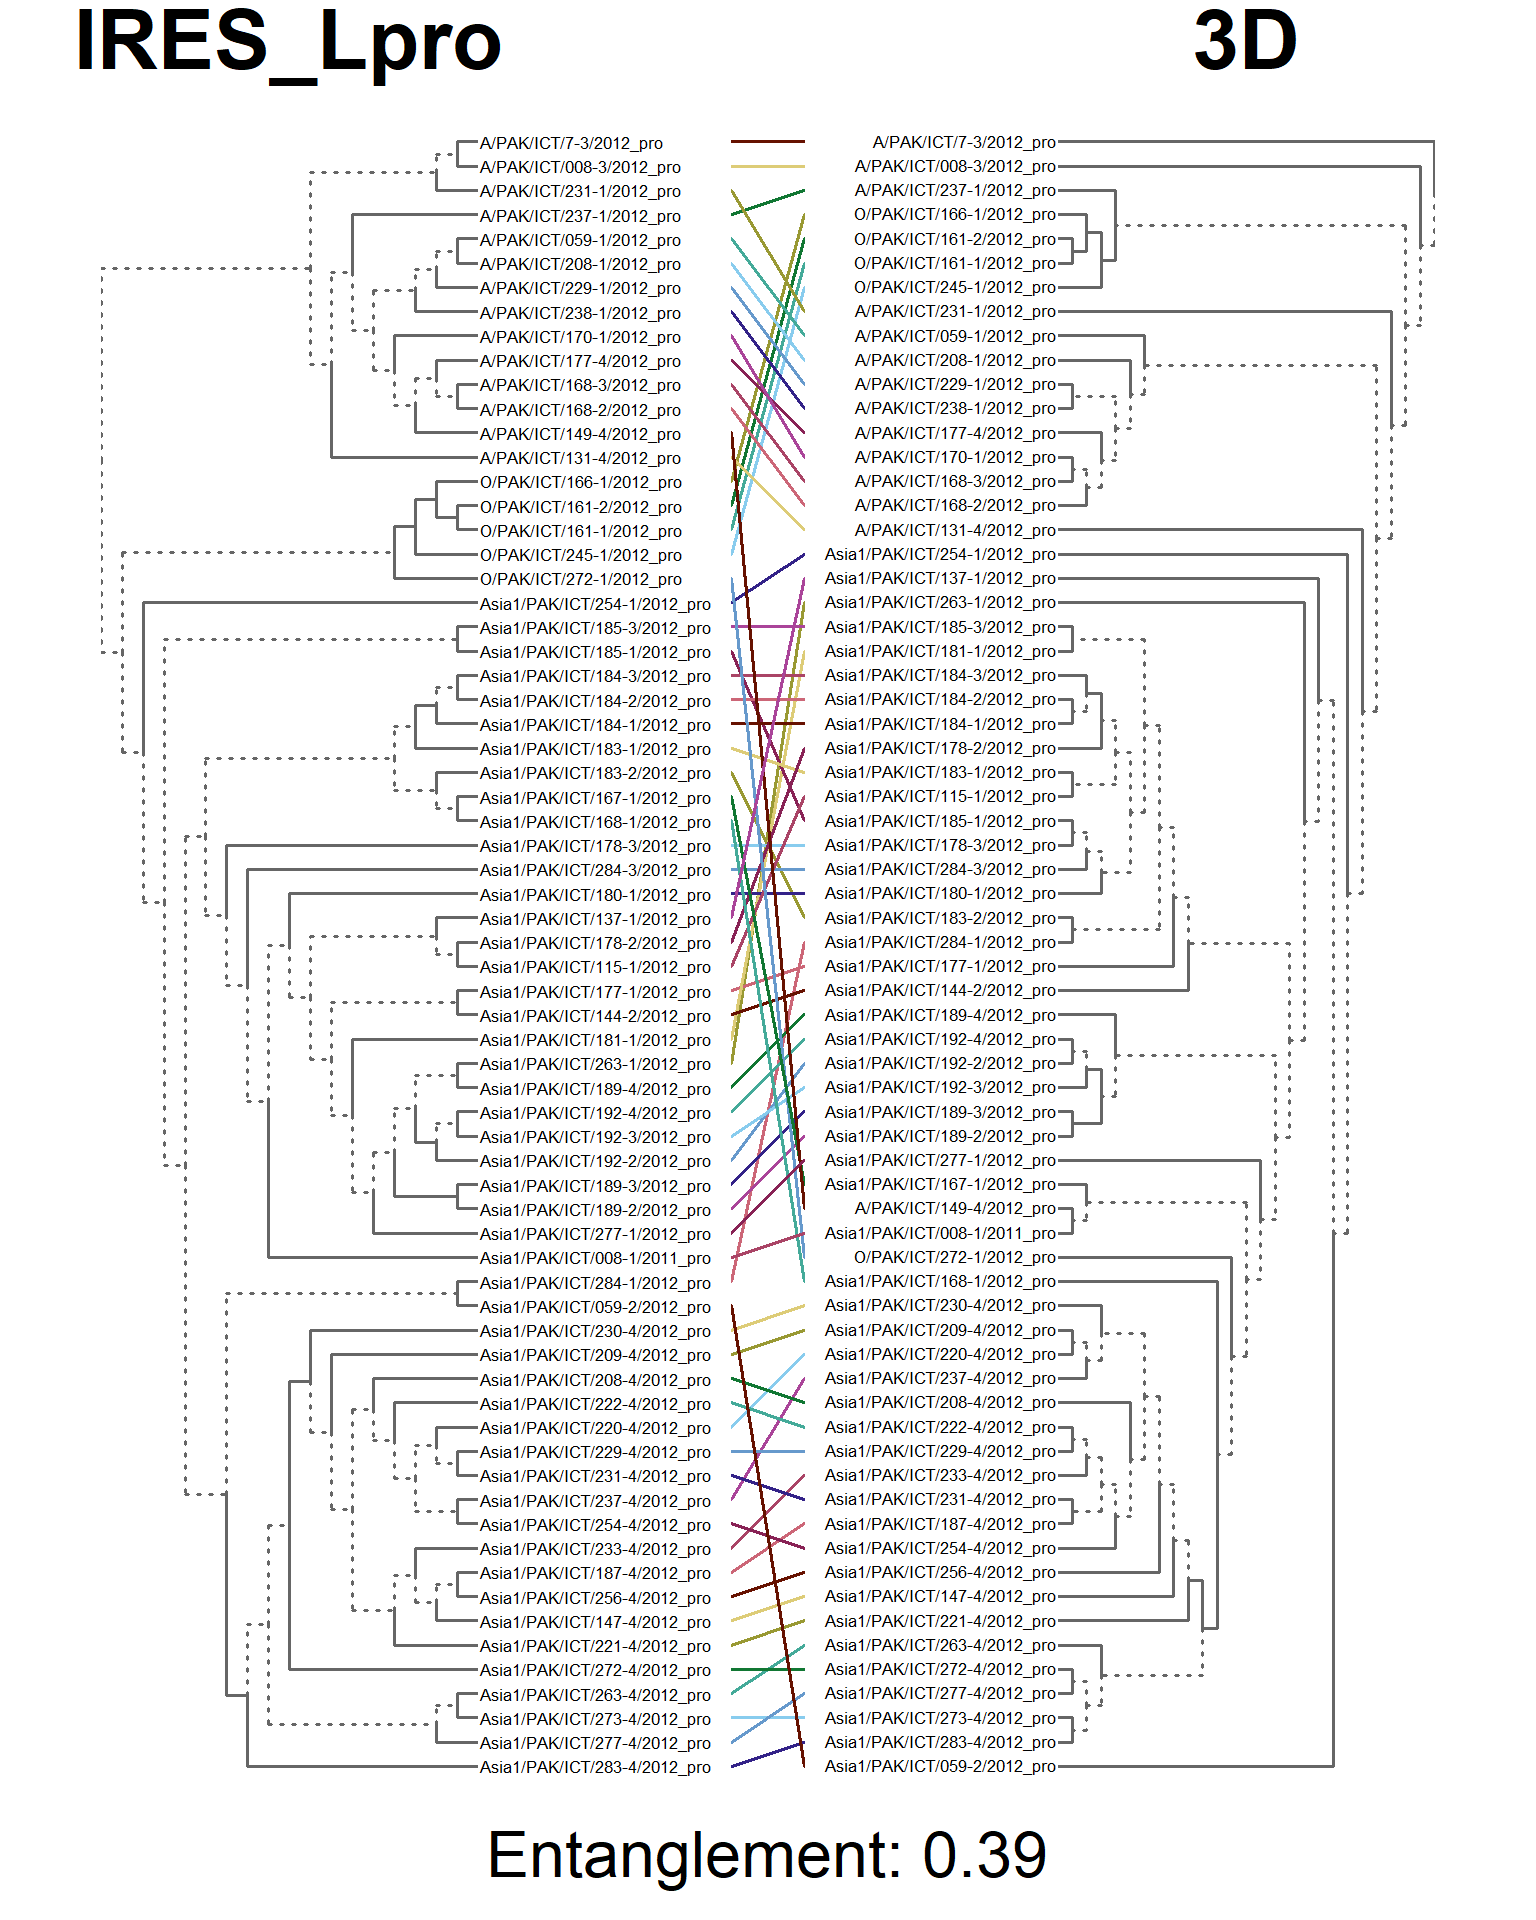 IRES_Lpro 3D
A/PAK/ICT/7-3/2012_pro A/PAK/ICT/7-3/2012_pro
A/PAK/ICT/008-3/2012_pro A/PAK/ICT/008-3/2012_pro
A/PAK/ICT/231-1/2012_pro A/PAK/ICT/237-1/2012_pro
A/PAK/ICT/237-1/2012_pro O/PAK/ICT/166-1/2012_pro
A/PAK/ICT/059-1/2012_pro O/PAK/ICT/161-2/2012_pro
A/PAK/ICT/208-1/2012_pro O/PAK/ICT/161-1/2012_pro
A/PAK/ICT/229-1/2012_pro O/PAK/ICT/245-1/2012_pro
A/PAK/ICT/238-1/2012_pro A/PAK/ICT/231-1/2012_pro
A/PAK/ICT/170-1/2012_pro A/PAK/ICT/059-1/2012_pro
A/PAK/ICT/177-4/2012_pro A/PAK/ICT/208-1/2012_pro
A/PAK/ICT/168-3/2012_pro A/PAK/ICT/229-1/2012_pro
A/PAK/ICT/168-2/2012_pro A/PAK/ICT/238-1/2012_pro
A/PAK/ICT/149-4/2012_pro A/PAK/ICT/177-4/2012_pro
A/PAK/ICT/131-4/2012_pro A/PAK/ICT/170-1/2012_pro
O/PAK/ICT/166-1/2012_pro A/PAK/ICT/168-3/2012_pro
O/PAK/ICT/161-2/2012_pro A/PAK/ICT/168-2/2012_pro
O/PAK/ICT/161-1/2012_pro A/PAK/ICT/131-4/2012_pro
O/PAK/ICT/245-1/2012_pro Asia1/PAK/ICT/254-1/2012_pro
O/PAK/ICT/272-1/2012_pro Asia1/PAK/ICT/137-1/2012_pro
Asia1/PAK/ICT/254-1/2012_pro Asia1/PAK/ICT/263-1/2012_pro
Asia1/PAK/ICT/185-3/2012_pro Asia1/PAK/ICT/185-3/2012_pro
Asia1/PAK/ICT/185-1/2012_pro Asia1/PAK/ICT/181-1/2012_pro
Asia1/PAK/ICT/184-3/2012_pro Asia1/PAK/ICT/184-3/2012_pro
Asia1/PAK/ICT/184-2/2012_pro Asia1/PAK/ICT/184-2/2012_pro
Asia1/PAK/ICT/184-1/2012_pro Asia1/PAK/ICT/184-1/2012_pro
Asia1/PAK/ICT/183-1/2012_pro Asia1/PAK/ICT/178-2/2012_pro
Asia1/PAK/ICT/183-2/2012_pro Asia1/PAK/ICT/183-1/2012_pro
Asia1/PAK/ICT/167-1/2012_pro Asia1/PAK/ICT/115-1/2012_pro
Asia1/PAK/ICT/168-1/2012_pro Asia1/PAK/ICT/185-1/2012_pro
Asia1/PAK/ICT/178-3/2012_pro Asia1/PAK/ICT/178-3/2012_pro
Asia1/PAK/ICT/284-3/2012_pro Asia1/PAK/ICT/284-3/2012_pro
Asia1/PAK/ICT/180-1/2012_pro Asia1/PAK/ICT/180-1/2012_pro
Asia1/PAK/ICT/137-1/2012_pro Asia1/PAK/ICT/183-2/2012_pro
Asia1/PAK/ICT/178-2/2012_pro Asia1/PAK/ICT/284-1/2012_pro
Asia1/PAK/ICT/115-1/2012_pro Asia1/PAK/ICT/177-1/2012_pro
Asia1/PAK/ICT/177-1/2012_pro Asia1/PAK/ICT/144-2/2012_pro
Asia1/PAK/ICT/144-2/2012_pro Asia1/PAK/ICT/189-4/2012_pro
Asia1/PAK/ICT/181-1/2012_pro Asia1/PAK/ICT/192-4/2012_pro
Asia1/PAK/ICT/263-1/2012_pro Asia1/PAK/ICT/192-2/2012_pro
Asia1/PAK/ICT/189-4/2012_pro Asia1/PAK/ICT/192-3/2012_pro
Asia1/PAK/ICT/192-4/2012_pro Asia1/PAK/ICT/189-3/2012_pro
Asia1/PAK/ICT/192-3/2012_pro Asia1/PAK/ICT/189-2/2012_pro
Asia1/PAK/ICT/192-2/2012_pro Asia1/PAK/ICT/277-1/2012_pro
Asia1/PAK/ICT/189-3/2012_pro Asia1/PAK/ICT/167-1/2012_pro
Asia1/PAK/ICT/189-2/2012_pro A/PAK/ICT/149-4/2012_pro
Asia1/PAK/ICT/277-1/2012_pro Asia1/PAK/ICT/008-1/2011_pro
Asia1/PAK/ICT/008-1/2011_pro O/PAK/ICT/272-1/2012_pro
Asia1/PAK/ICT/284-1/2012_pro Asia1/PAK/ICT/168-1/2012_pro
Asia1/PAK/ICT/059-2/2012_pro Asia1/PAK/ICT/230-4/2012_pro
Asia1/PAK/ICT/230-4/2012_pro Asia1/PAK/ICT/209-4/2012_pro
Asia1/PAK/ICT/209-4/2012_pro Asia1/PAK/ICT/220-4/2012_pro
Asia1/PAK/ICT/208-4/2012_pro Asia1/PAK/ICT/237-4/2012_pro
Asia1/PAK/ICT/222-4/2012_pro Asia1/PAK/ICT/208-4/2012_pro
Asia1/PAK/ICT/220-4/2012_pro Asia1/PAK/ICT/222-4/2012_pro
Asia1/PAK/ICT/229-4/2012_pro Asia1/PAK/ICT/229-4/2012_pro
Asia1/PAK/ICT/231-4/2012_pro Asia1/PAK/ICT/233-4/2012_pro
Asia1/PAK/ICT/237-4/2012_pro Asia1/PAK/ICT/231-4/2012_pro
Asia1/PAK/ICT/254-4/2012_pro Asia1/PAK/ICT/187-4/2012_pro
Asia1/PAK/ICT/233-4/2012_pro Asia1/PAK/ICT/254-4/2012_pro
Asia1/PAK/ICT/187-4/2012_pro Asia1/PAK/ICT/256-4/2012_pro
Asia1/PAK/ICT/256-4/2012_pro Asia1/PAK/ICT/147-4/2012_pro
Asia1/PAK/ICT/147-4/2012_pro Asia1/PAK/ICT/221-4/2012_pro
Asia1/PAK/ICT/221-4/2012_pro Asia1/PAK/ICT/263-4/2012_pro
Asia1/PAK/ICT/272-4/2012_pro Asia1/PAK/ICT/272-4/2012_pro
Asia1/PAK/ICT/263-4/2012_pro Asia1/PAK/ICT/277-4/2012_pro
Asia1/PAK/ICT/273-4/2012_pro Asia1/PAK/ICT/273-4/2012_pro
Asia1/PAK/ICT/277-4/2012_pro Asia1/PAK/ICT/283-4/2012_pro
Asia1/PAK/ICT/283-4/2012_pro Asia1/PAK/ICT/059-2/2012_pro
Entanglement: 0.39